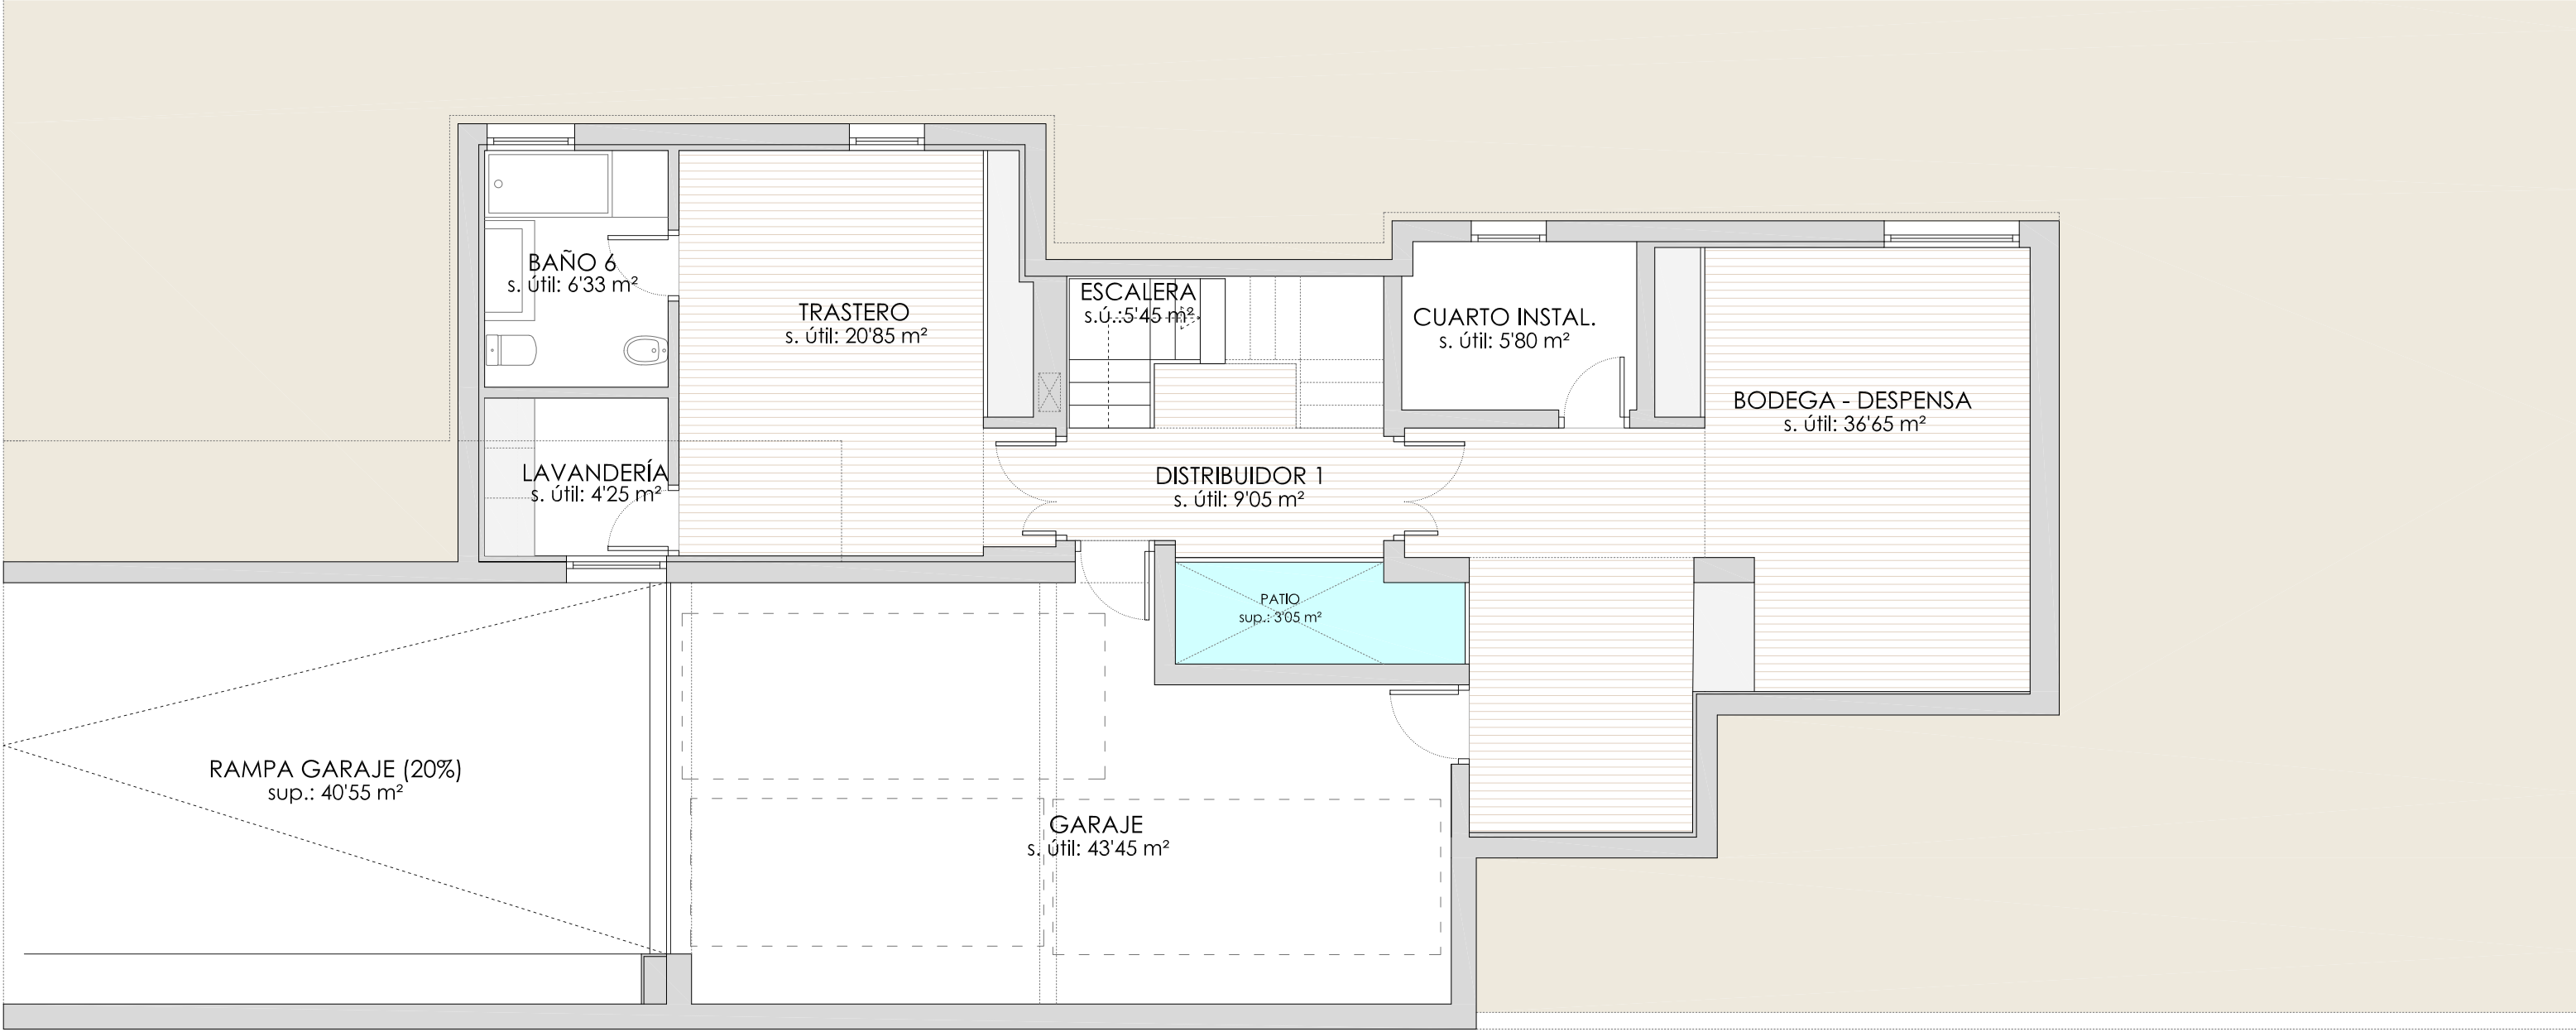 BAÑO 6
s. útil: 6'33 m²
TRASTERO
s. útil: 20'85 m²
ESCALERA
s.ú.:5'45 m²
CUARTO INSTAL.
s. útil: 5'80 m²
BODEGA - DESPENSA
s. útil: 36'65 m²
LAVANDERÍA
s. útil: 4'25 m²
DISTRIBUIDOR 1
s. útil: 9'05 m²
PATIO
sup.: 3'05 m²
RAMPA GARAJE (20%)
sup.: 40'55 m²
GARAJE
s. útil: 43'45 m²